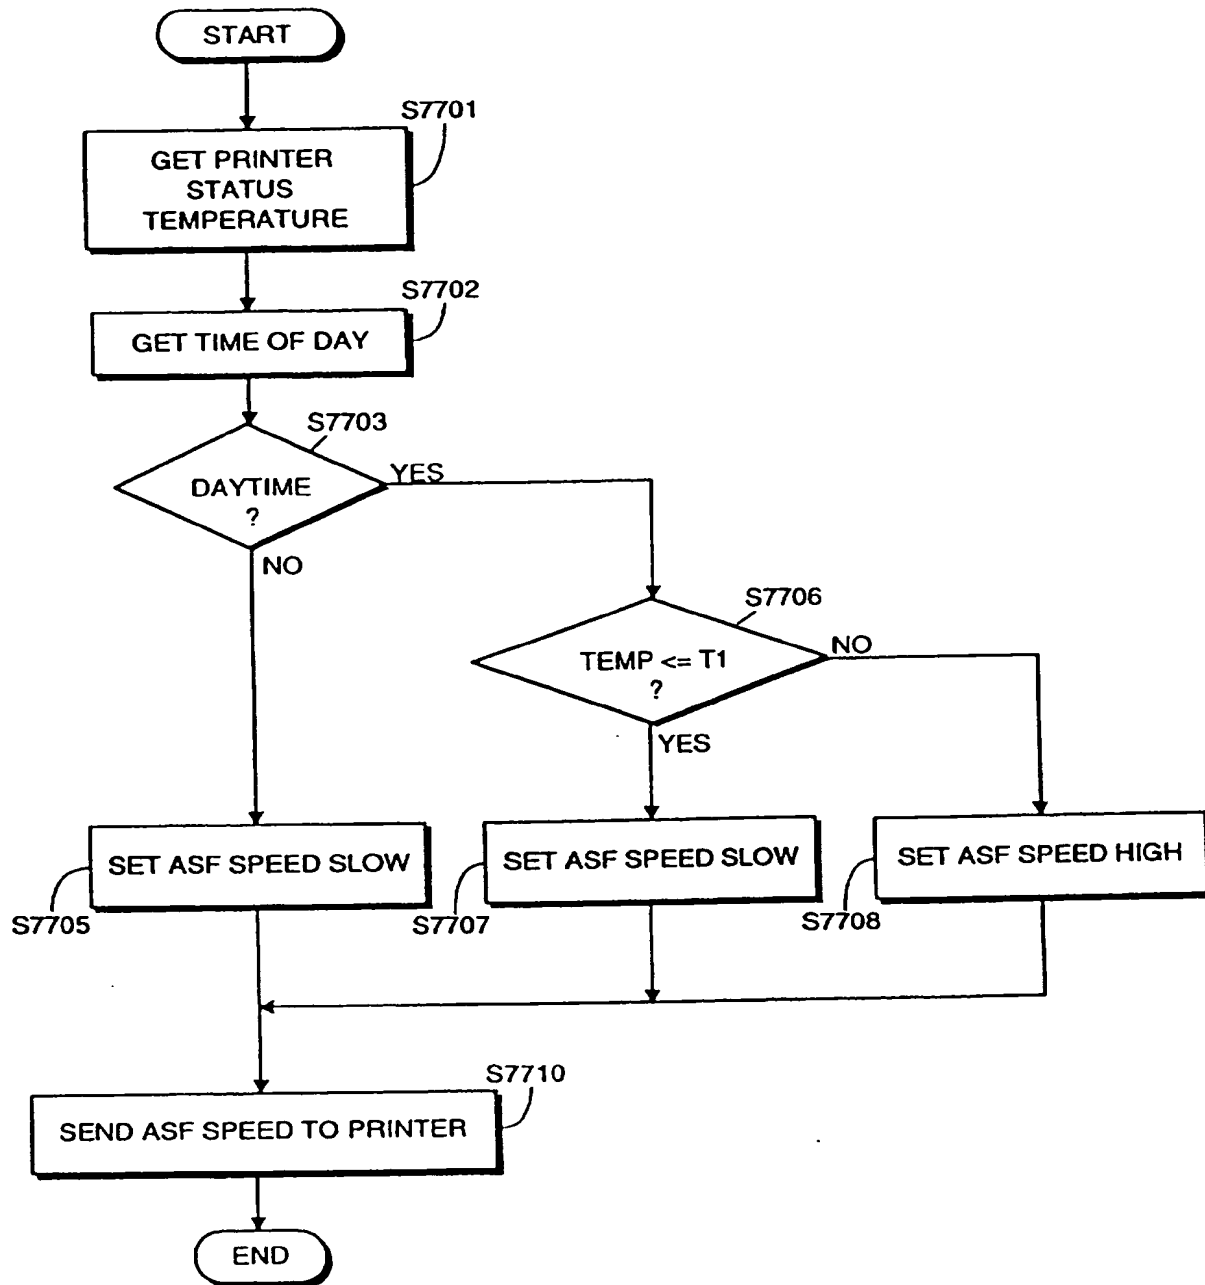 START
S7701
GET PRINTER
STATUS
TEMPERATURE
S7702
GET TIME OF DAY
S7703
DAYTIME
?
YES
NO
S7706
TEMP <= T1
?
NO
YES
SET ASF SPEED SLOW
SET ASF SPEED SLOW
SET ASF SPEED HIGH
S7705
S7707
S7708
S7710
SEND ASF SPEED TO PRINTER
END